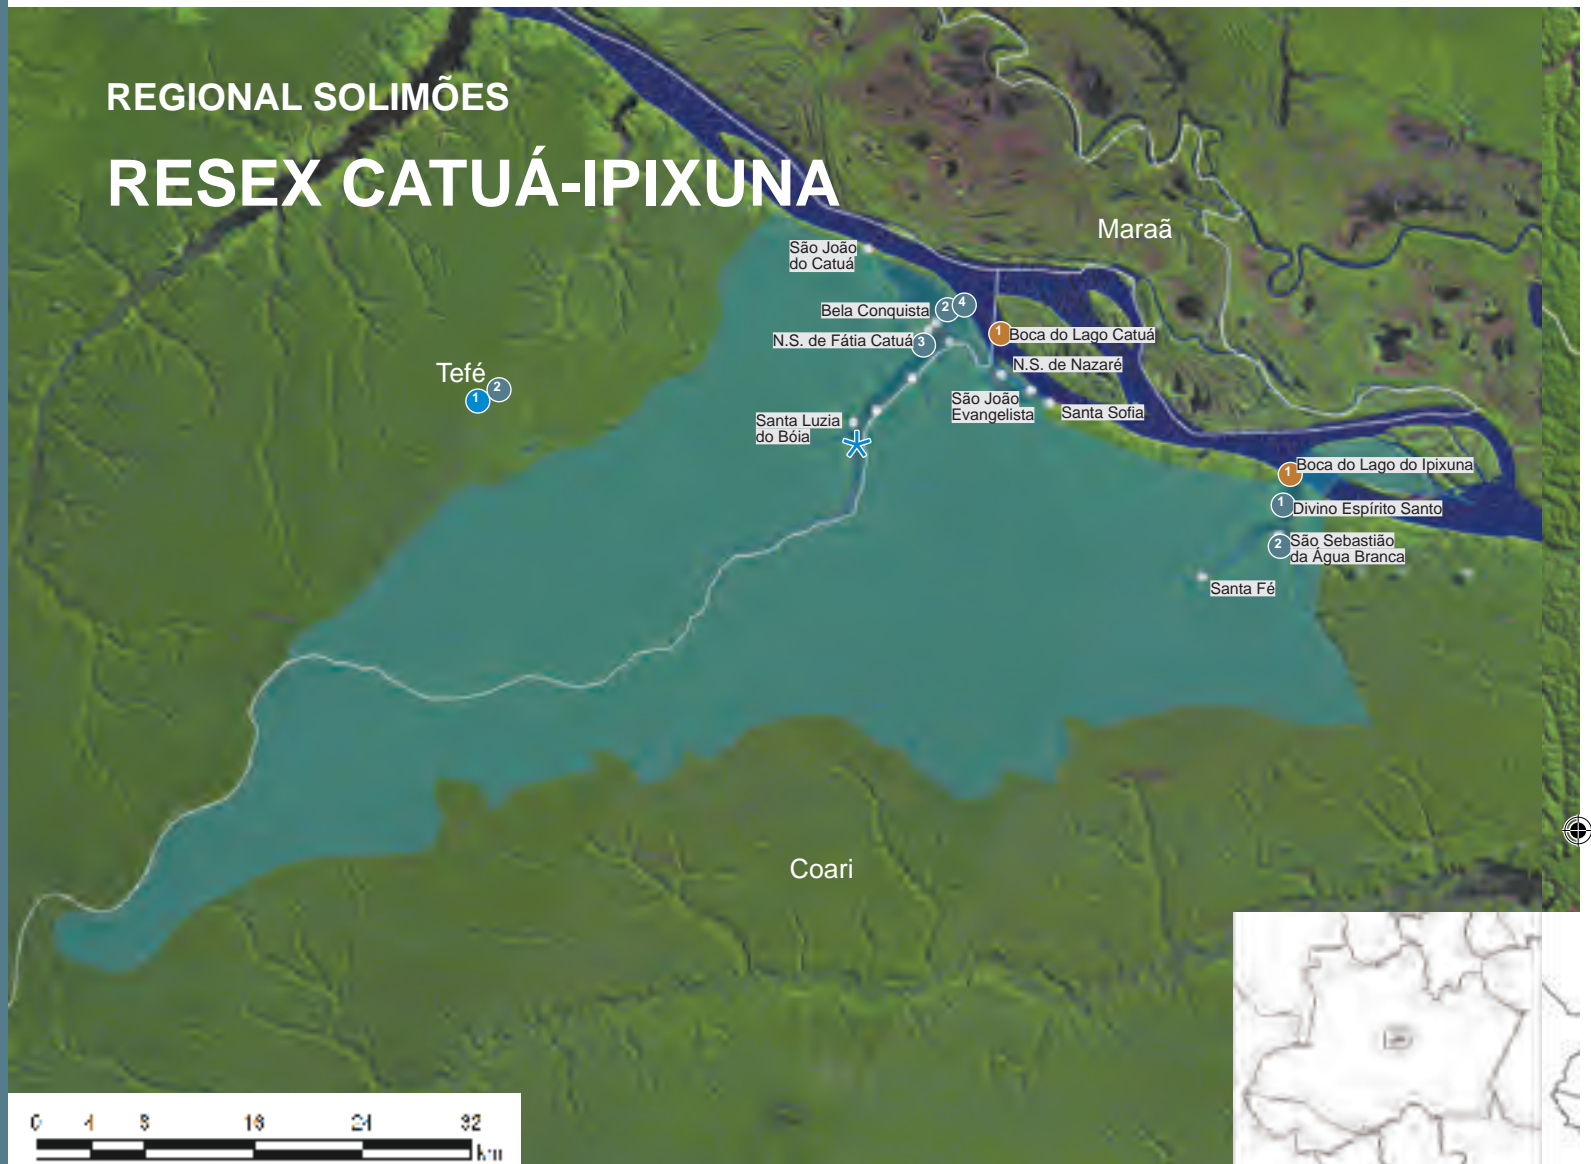 REGIONAL SOLIMÕES
RESEX CATUÁ-IPIXUNA
Maraã
São João
do Catuá
Bela Conquista
2
4
N.S. de Fátia Catuá
3
1
Boca do Lago Catuá
N.S. de Nazaré
Tefé
1
2
São João
Evangelista
Santa Sofia
Santa Luzia
do Bóia
1
Boca do Lago do Ipixuna
1
Divino Espírito Santo
2
São Sebastião
da Água Branca
Santa Fé
Coari
0 4 8 16 24 32
km